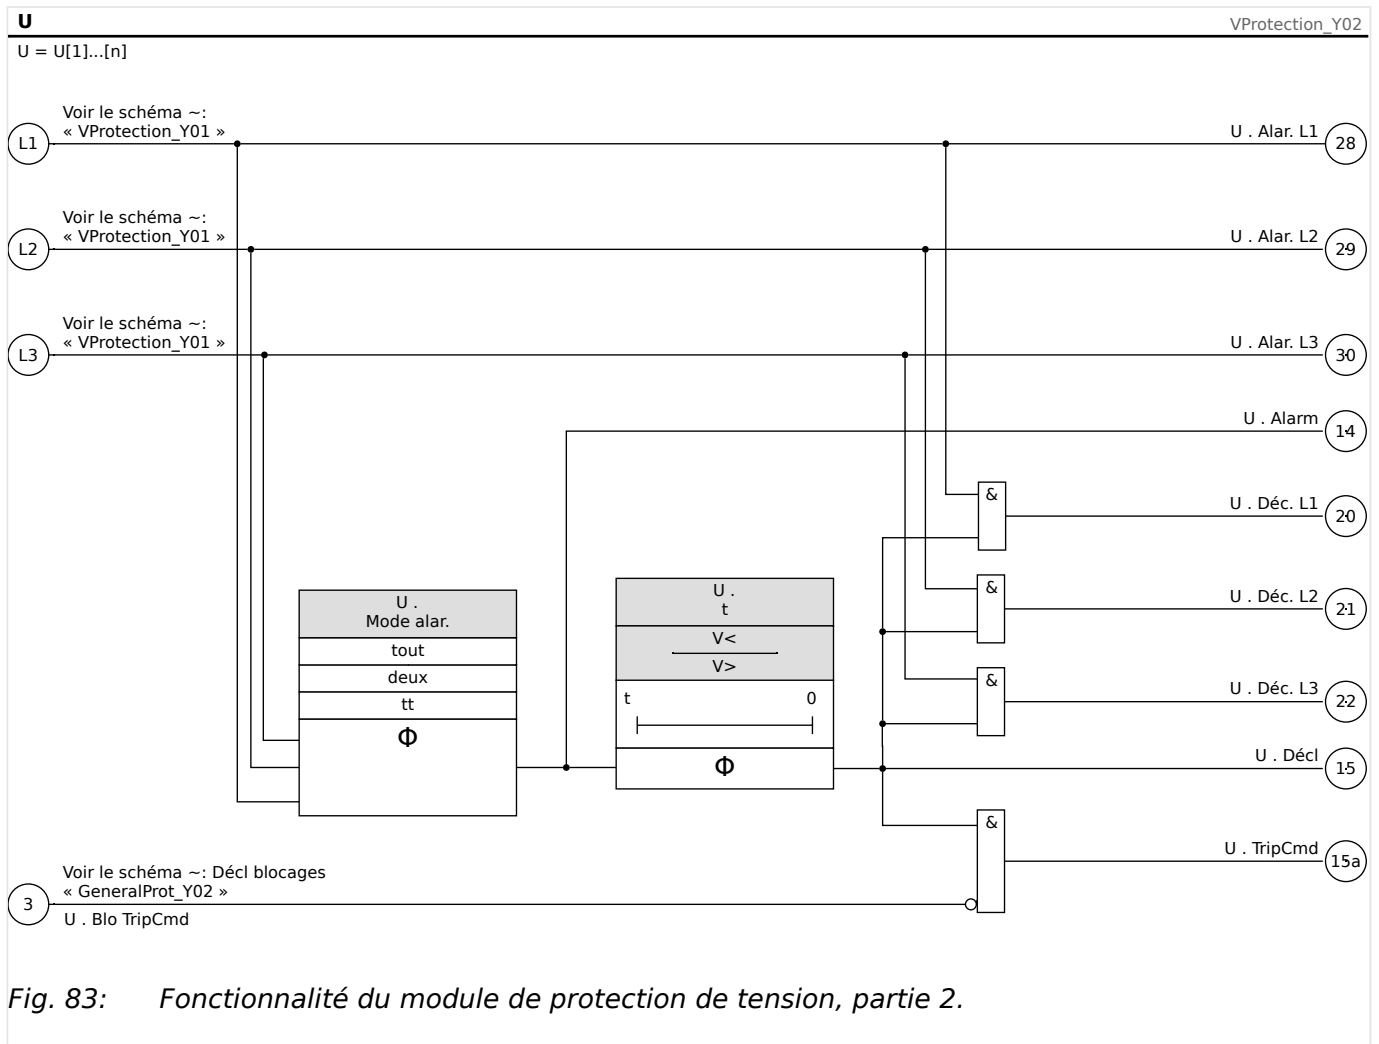 U
VProtection_Y02
U = U[1]...[n]
Voir le schéma ~:
« VProtection_Y01 »
L1
U . Alar. L1
28
Voir le schéma ~:
« VProtection_Y01 »
L2
U . Alar. L2
29
Voir le schéma ~:
« VProtection_Y01 »
L3
U . Alar. L3
30
U . Alarm
14
&
U . Déc. L1
20
&
U . Déc. L2
21
&
U . Déc. L3
22
U .
Mode alar.
tout
deux
tt
Φ
U .
t
V<
V>
t 0
Φ
U . Décl
15
&
U . TripCmd
15a
Voir le schéma ~: Décl blocages
« GeneralProt_Y02 »
3
U . Blo TripCmd
Fig. 83: Fonctionnalité du module de protection de tension, partie 2.